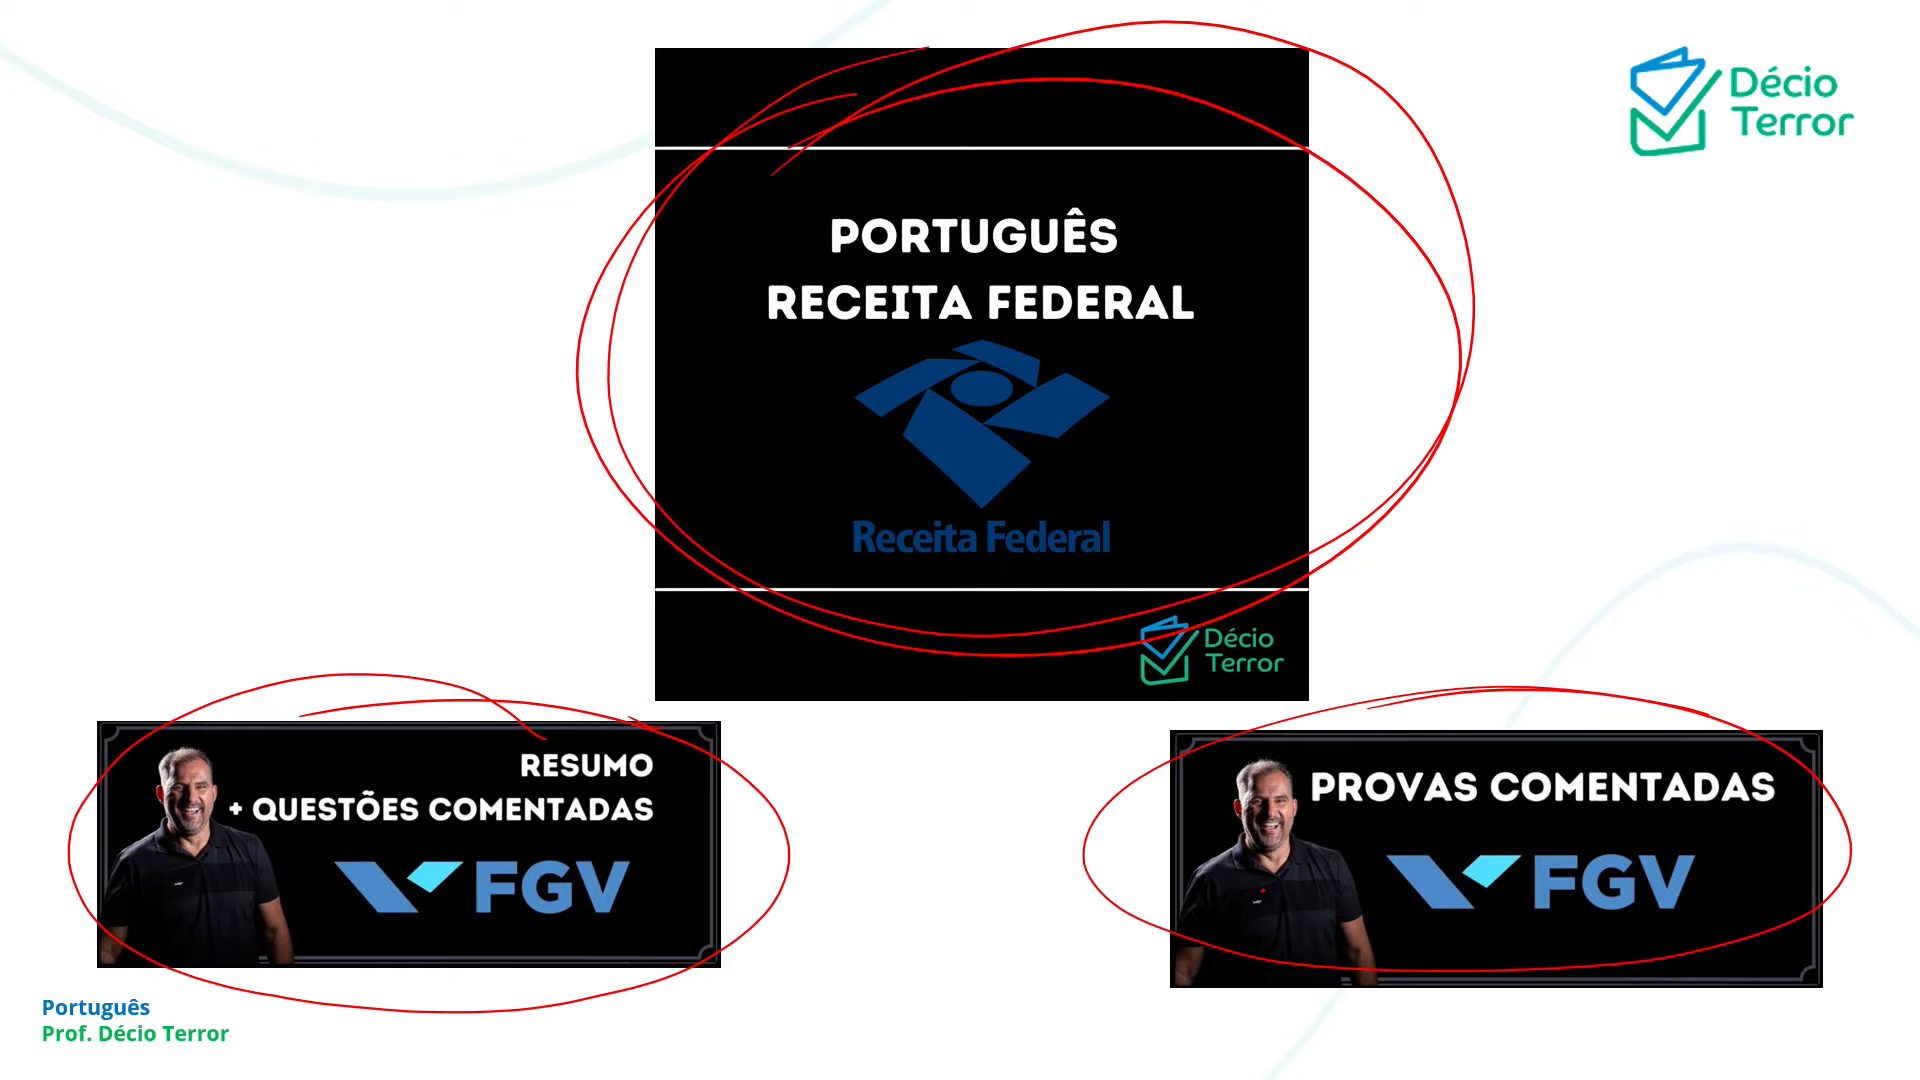 Décio
Terror
PORTUGUÊS
RECEITA FEDERAL
Receita Federal
Décio
Terror
RESUMO
+ QUESTÕES COMENTADAS
FGV
PROVAS COMENTADAS
FGV
Português
Prof. Décio Terror